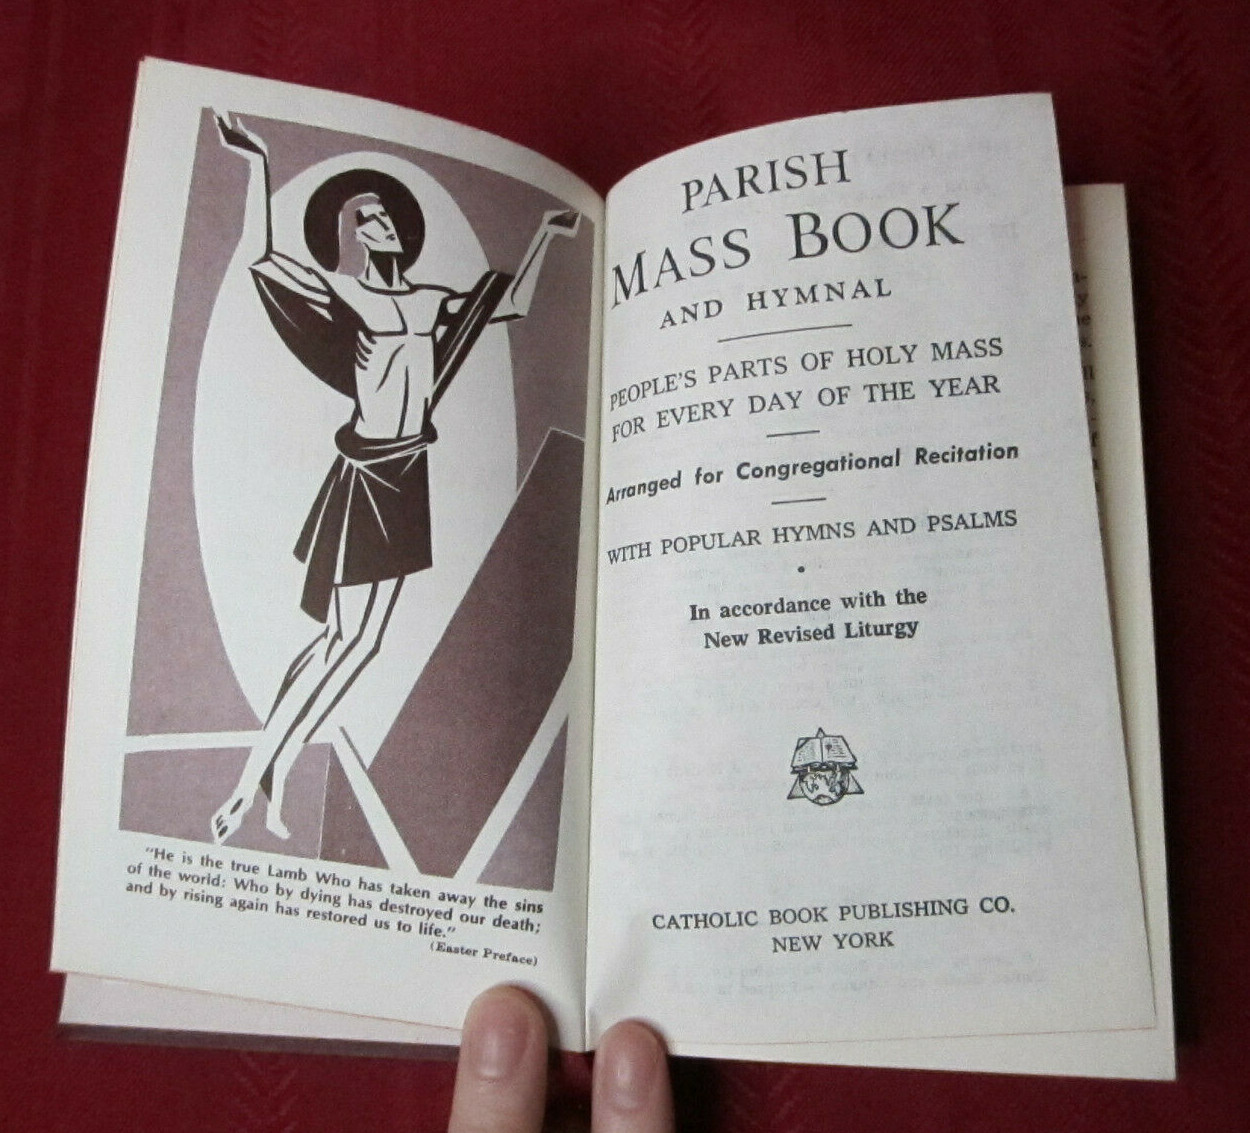 "He is the true Lamb Who has taken away the sins
of the world: Who by dying has destroyed our death;
and by rising again has restored us to life."
(Easter Preface)
PARISH
MASS BOOK
AND HYMNAL
PEOPLE'S PARTS OF HOLY MASS
FOR EVERY DAY OF THE YEAR
Arranged for Congregational Recitation
WITH POPULAR HYMNS AND PSALMS
In accordance with the
New Revised Liturgy
CATHOLIC BOOK PUBLISHING CO.
NEW YORK